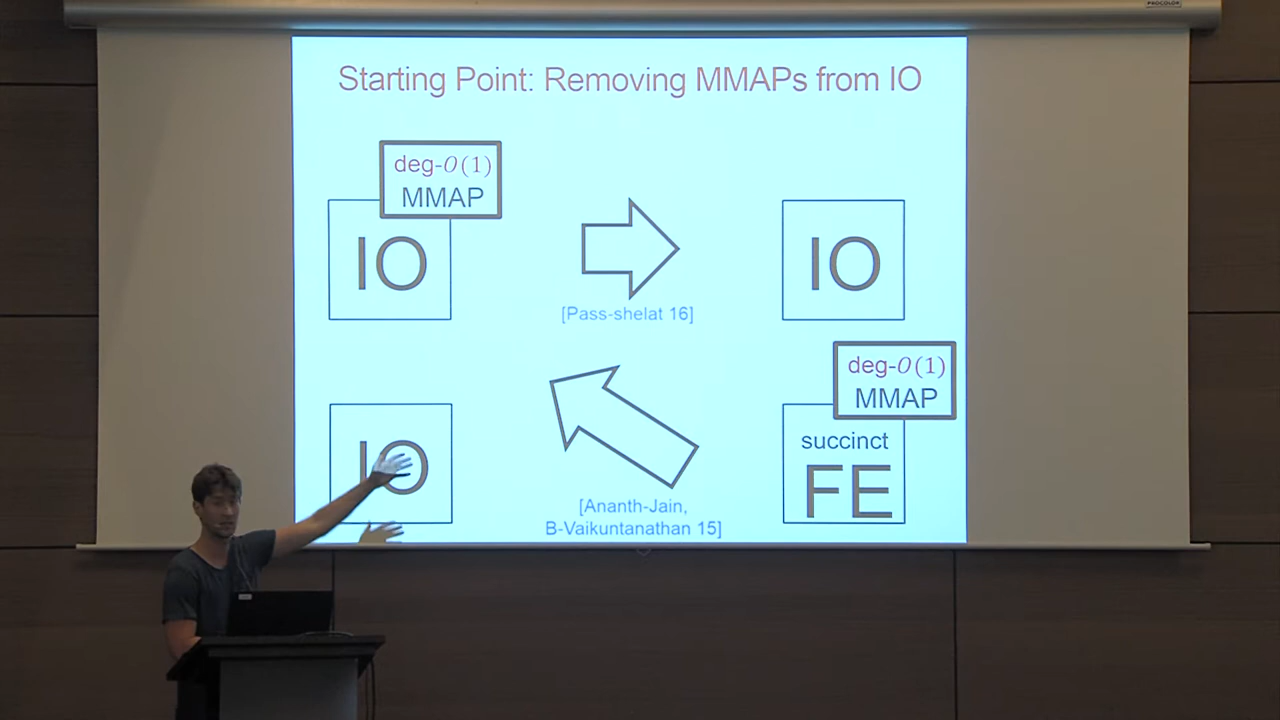 PROCOLOR
Starting Point: Removing MMAPs from IO
deg-O(1)
MMAP
IO
IO
[Pass-shelat 16]
deg-O(1)
MMAP
IO
succinct
FE
[Ananth-Jain,
B-Vaikuntanathan 15]